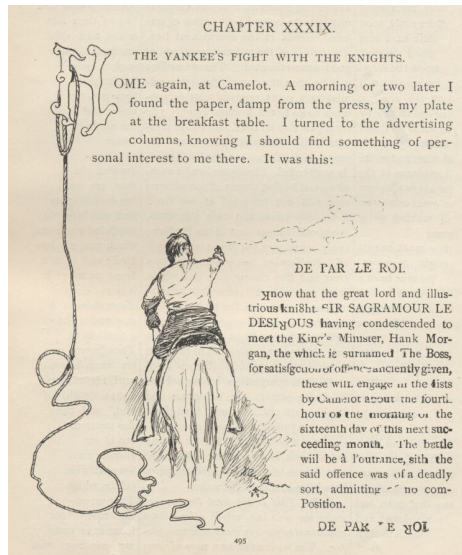 CHAPTER XXXIX.
THE YANKEE'S FIGHT WITH THE KNIGHTS.
HOME again, at Camelot. A morning or two later I
found the paper, damp from the press, by my plate
at the breakfast table. I turned to the advertising
columns, knowing I should find something of per-
sonal interest to me there. It was this:
DE PAR LE ROI.
Know that the great lord and illus-
trious kni8ht. SIR SAGRAMOUR LE
DESIROUS having condescended to
meet the King's Minister, Hank Mor-
gan, the which is surnamed The Boss,
for satisfgction of offence anciently given,
these will engage in the lists
by Camelot about the fourth
hour of the morning of the
sixteenth day of this next suc-
ceeding month. The battle
will be à l'outrance, sith the
said offence was of a deadly
sort, admitting of no com-
Position.
DE PAR LE ROI
495